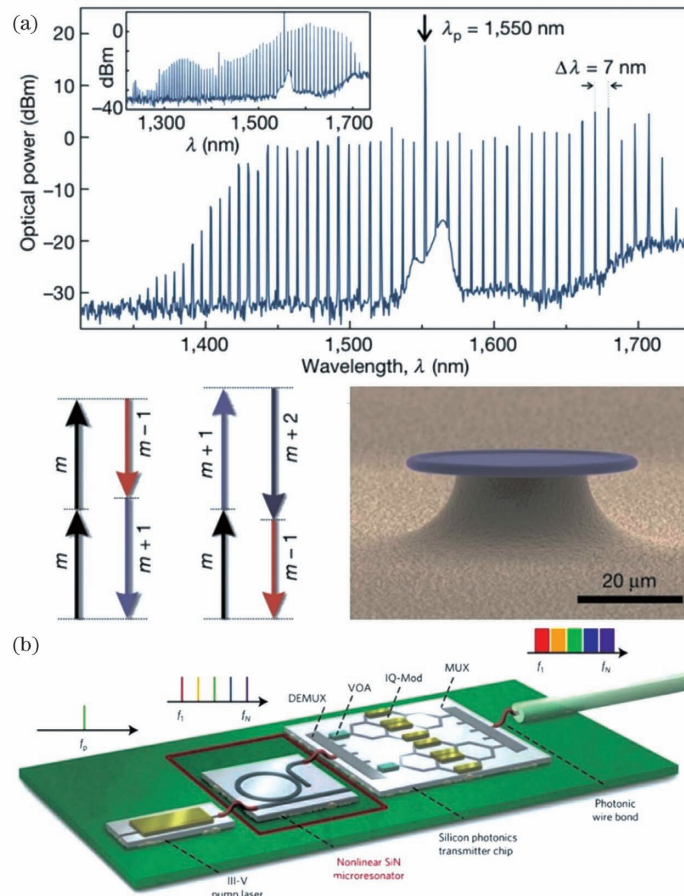 (a)
20
10
0
−10
−20
−30
Optical power (dBm)
0
−40
dBm
1,300
1,500
1,700
λ (nm)
λp = 1,550 nm
Δλ = 7 nm
1,400
1,500
1,600
1,700
Wavelength, λ (nm)
m
m
m − 1
m + 1
m + 1
m
m + 2
m − 1
20 μm
(b)
fp
f1
fN
DEMUX
VOA
IQ-Mod
MUX
f1
fN
III-V
pump laser
Nonlinear SiN
microresonator
Silicon photonics
transmitter chip
Photonic
wire bond